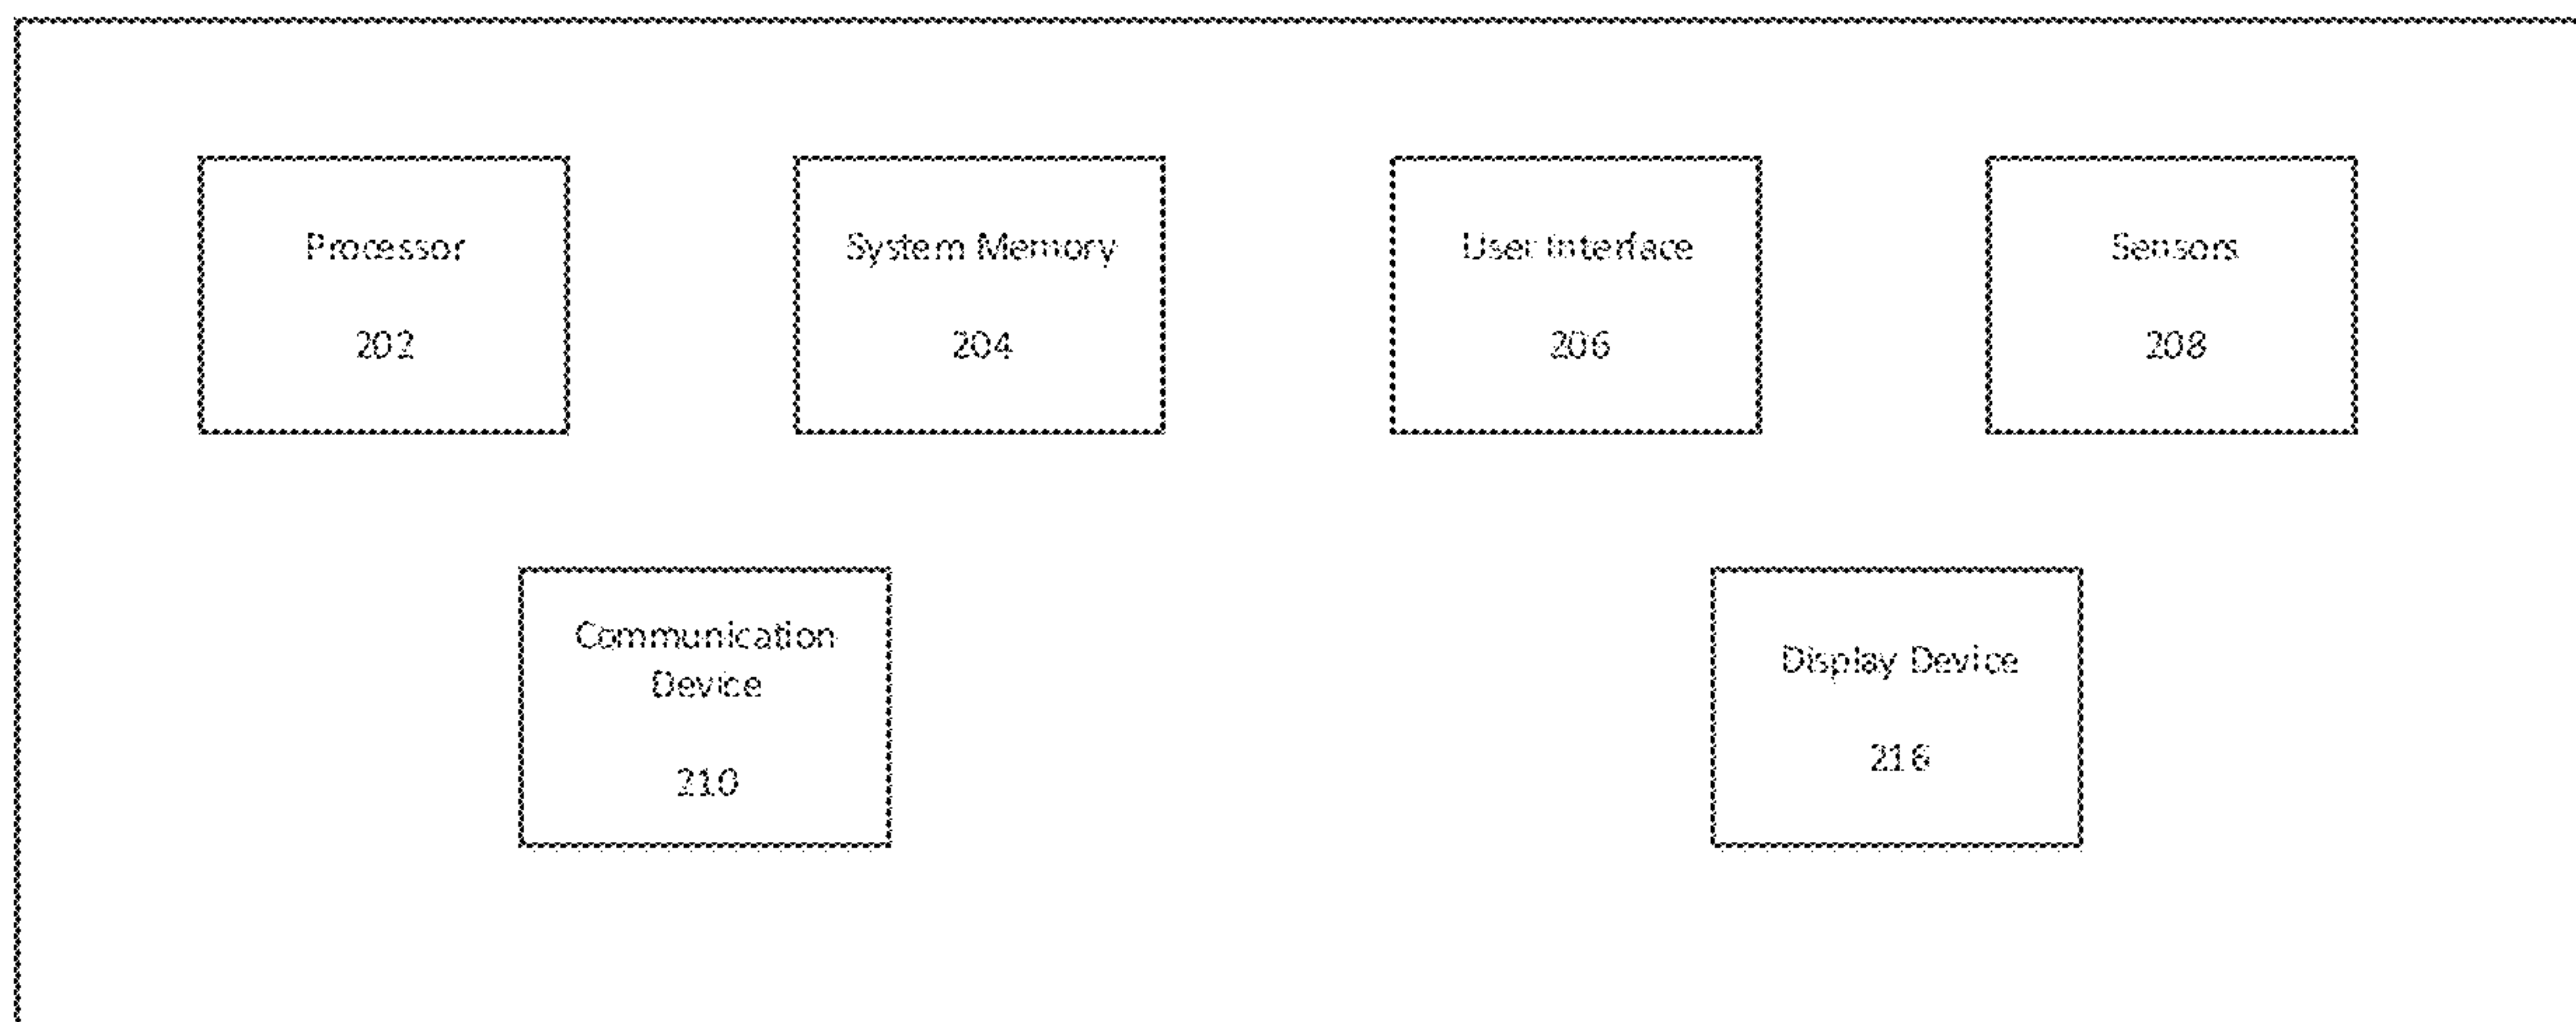 Processor
202
System Memory
204
User Interface
206
Sensors
208
Communication
Device
210
Display Device
216